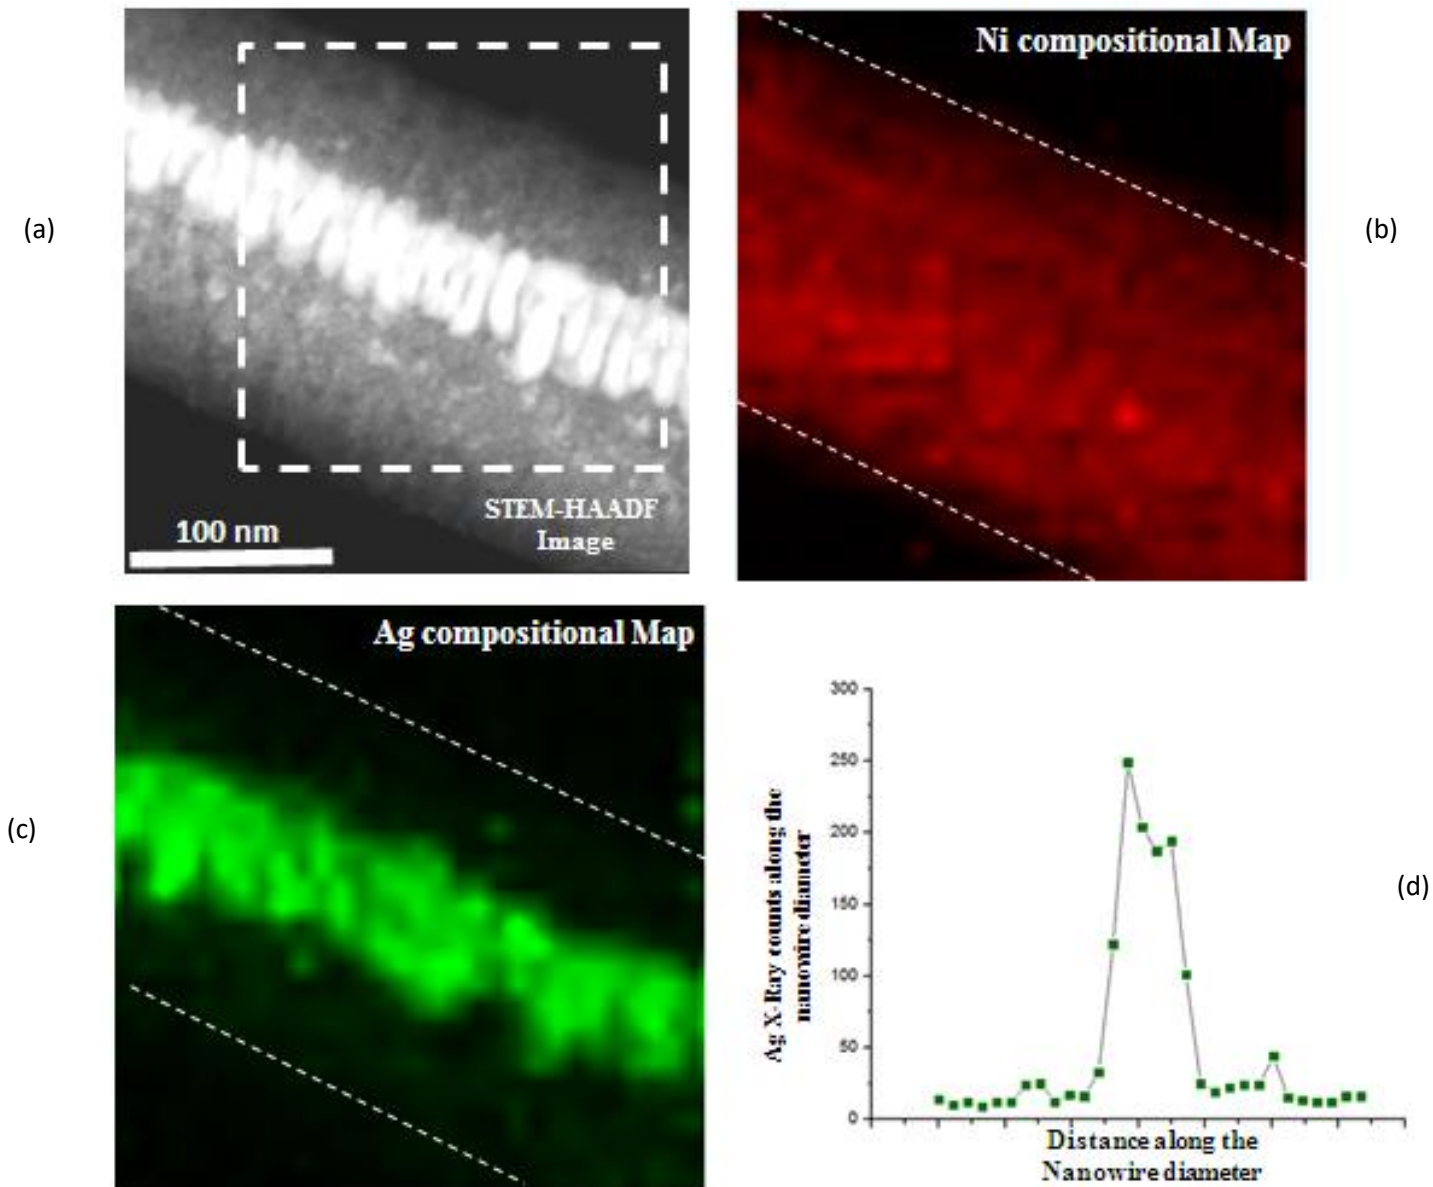 (a)
STEM-HAADF
Image
100 nm
Ni compositional Map
(b)
(c)
Ag compositional Map
(d)
Ag X-Ray counts along the
nanowire diameter
300
250
200
150
100
50
0
Distance along the
Nanowire diameter